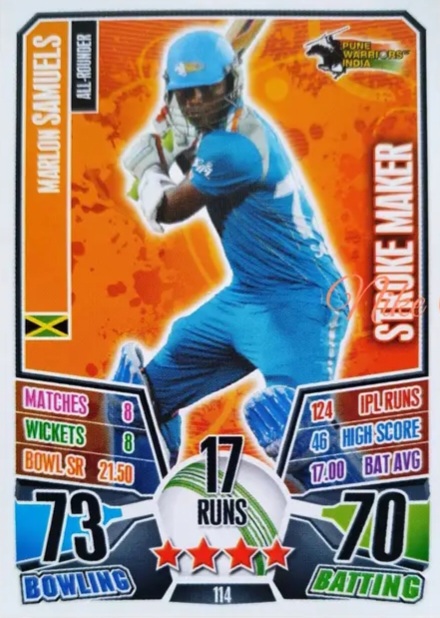 MARLON SAMUELS
ALL-ROUNDER
PUNE
WARRIORS
INDIA
STROKE MAKER
Nike
MATCHES 8
WICKETS 8
BOWL SR 21.50
124 IPL RUNS
46 HIGH SCORE
17.00 BAT AVG
17
RUNS
73
BOWLING
70
BATTING
114